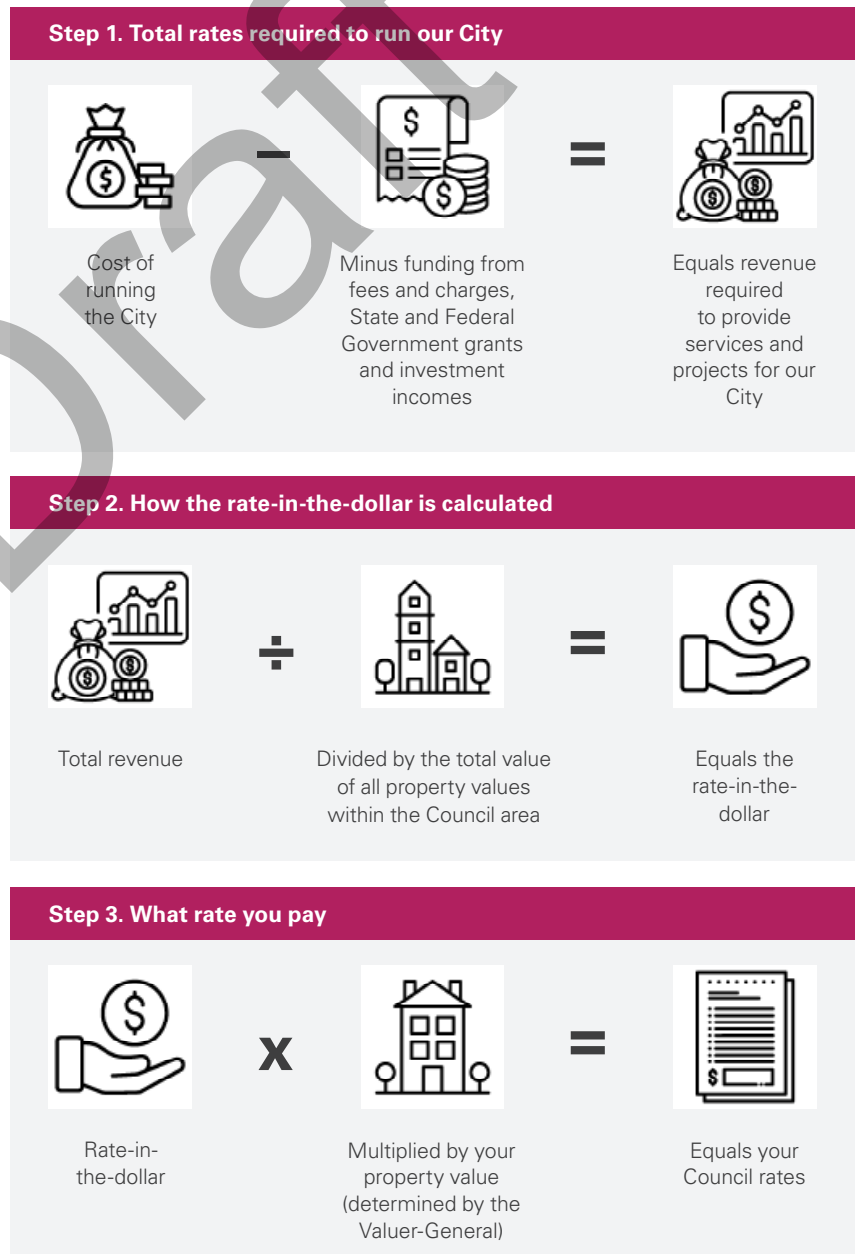 Step 1. Total rates required to run our City
–
=
Cost of
running
the City
Minus funding from
fees and charges,
State and Federal
Government grants
and investment
incomes
Equals revenue
required
to provide
services and
projects for our
City
Step 2. How the rate-in-the-dollar is calculated
÷
=
Total revenue
Divided by the total value
of all property values
within the Council area
Equals the
rate-in-the-
dollar
Step 3. What rate you pay
x
=
Rate-in-
the-dollar
Multiplied by your
property value
(determined by the
Valuer-General)
Equals your
Council rates
Draft